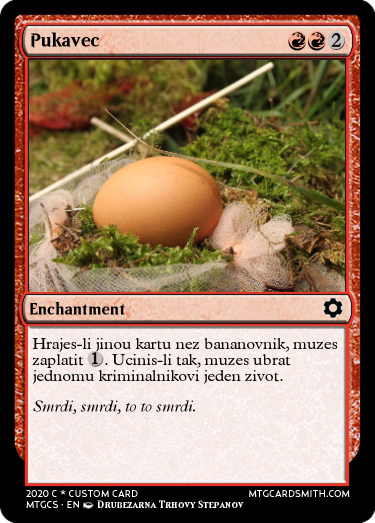 Pukavec 2
Enchantment
Hrajes-li jinou kartu nez bananovnik, muzes
zaplatit 1. Ucinis-li tak, muzes ubrat
jednomu kriminalnikovi jeden zivot.
Smrdi, smrdi, to to smrdi.
2020 C * CUSTOM CARD MTGCARDSMITH.COM
MTGCS · EN Drubezarna Trhovy Stepanov